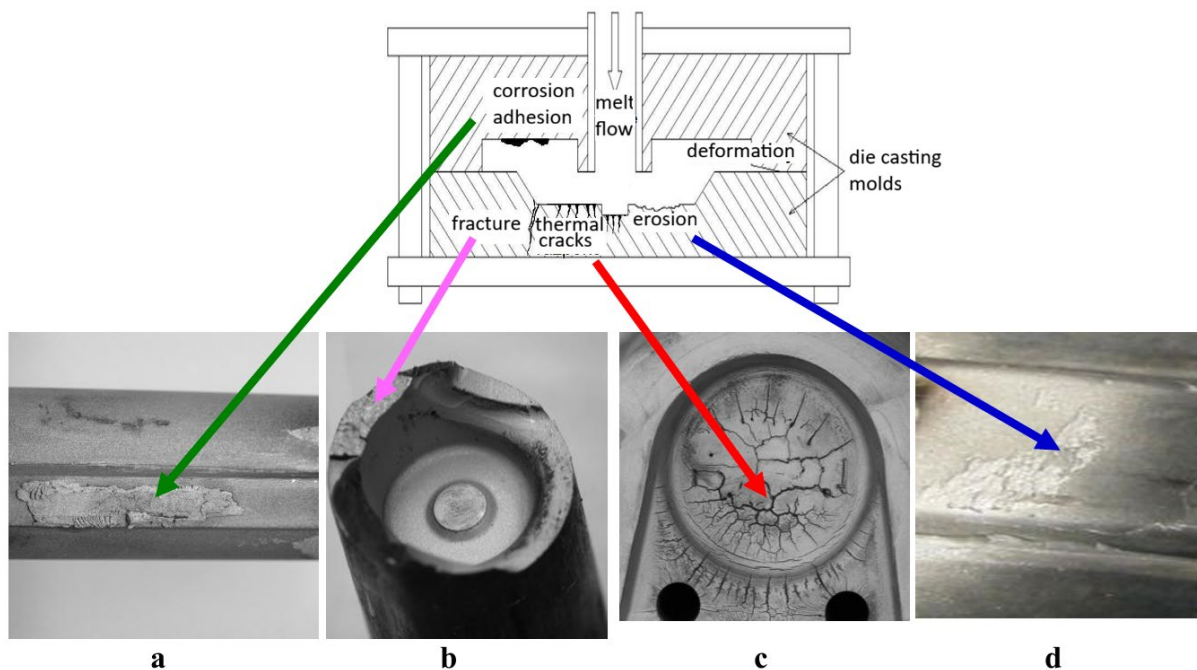 corrosion
adhesion
melt
flow
deformation
die casting
molds
fracture
thermal
cracks
erosion
a
b
c
d